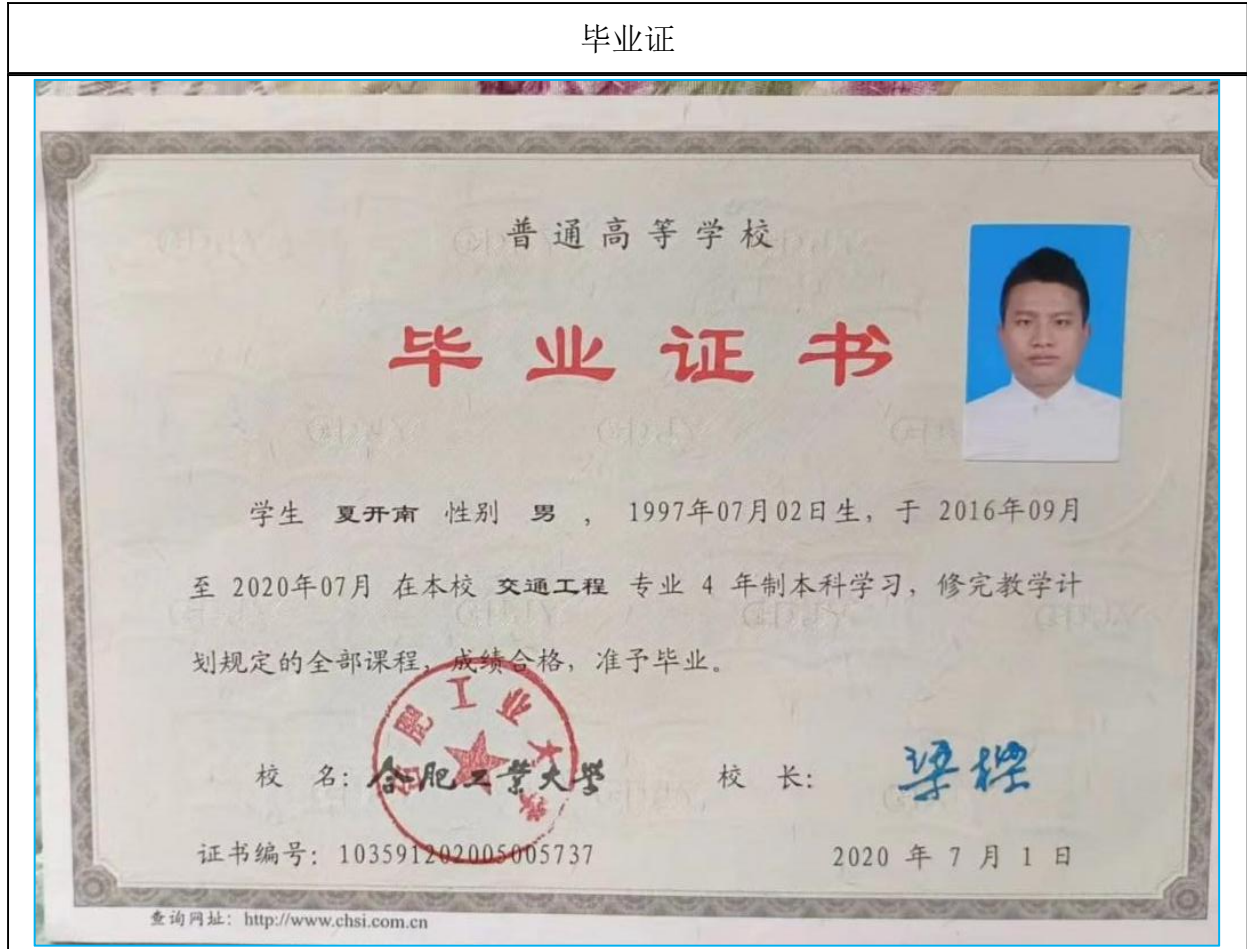 毕业证
普通高等学校
毕业证书
学生 夏开南 性别 男 ， 1997年07月02日生，于 2016年09月
至 2020年07月 在本校 交通工程 专业 4 年制本科学习，修完教学计
划规定的全部课程，成绩合格，准予毕业。
校 名：合肥工业大学 校 长：梁樑
合肥工业大学
证书编号：103591202005005737 2020 年 7 月 1 日
查询网址：http://www.chsi.com.cn